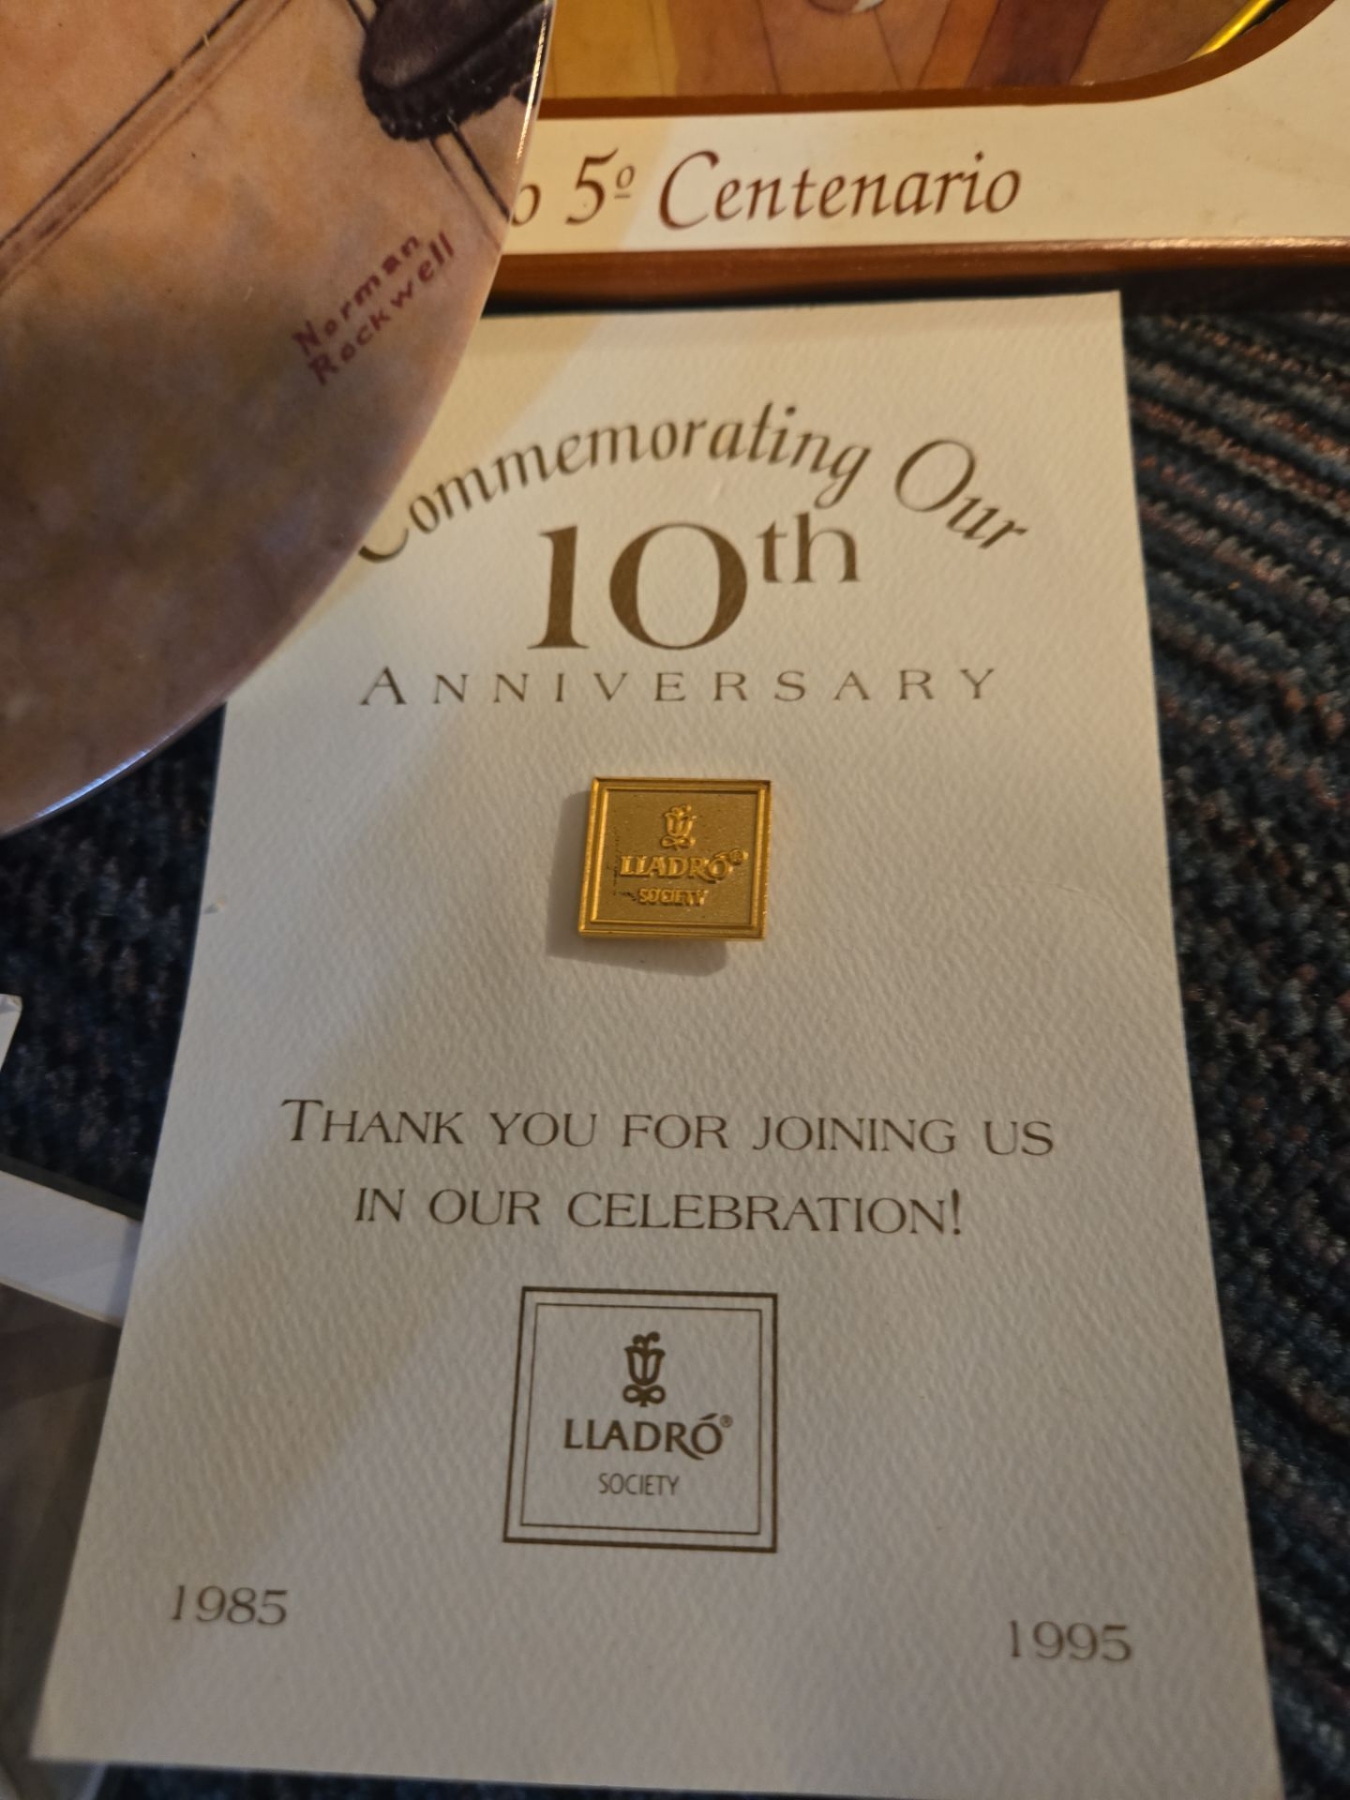 o 5º Centenario
Norman
Rockwell
Commemorating Our
10th
ANNIVERSARY
LLADRÓ®
SOCIETY
THANK YOU FOR JOINING US
IN OUR CELEBRATION!
LLADRÓ®
SOCIETY
1985
1995